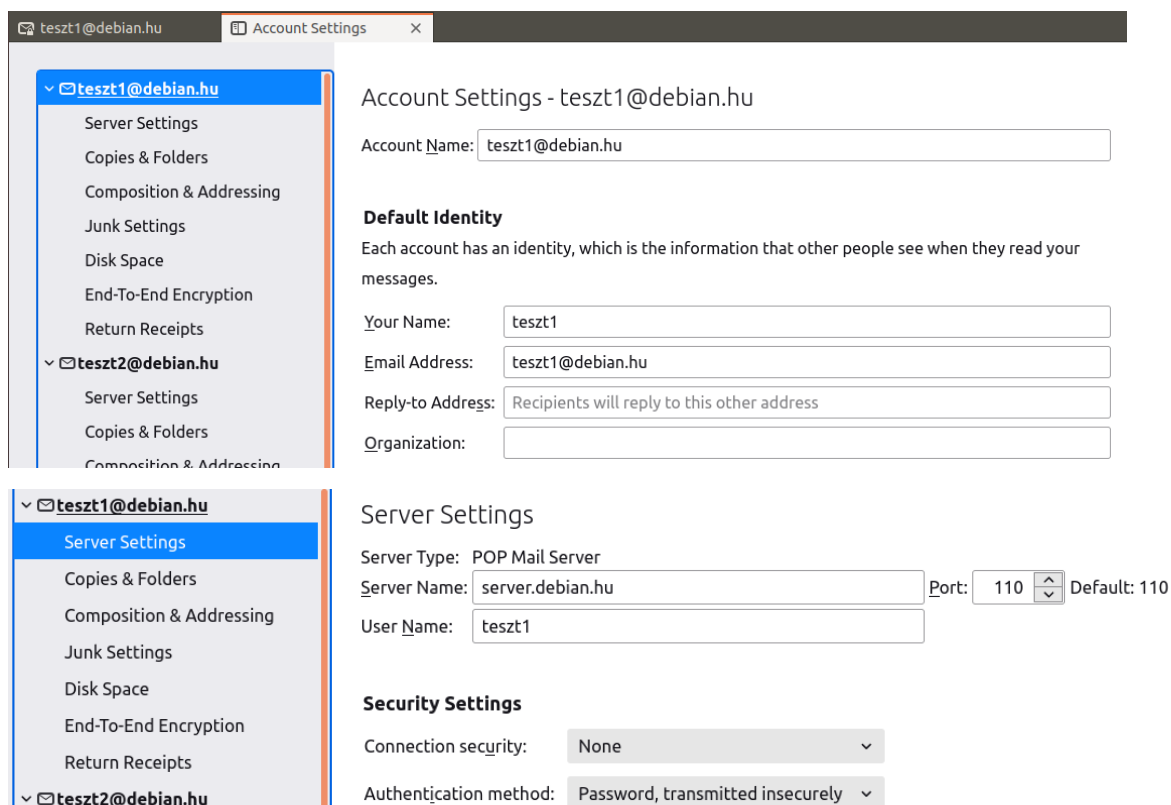 teszt1@debian.hu
Account Settings
teszt1@debian.hu
Server Settings
Copies & Folders
Composition & Addressing
Junk Settings
Disk Space
End-To-End Encryption
Return Receipts
teszt2@debian.hu
Server Settings
Copies & Folders
Composition & Addressing
Account Settings - teszt1@debian.hu
Account Name: teszt1@debian.hu
Default Identity
Each account has an identity, which is the information that other people see when they read your
messages.
Your Name: teszt1
Email Address: teszt1@debian.hu
Reply-to Address: Recipients will reply to this other address
Organization:
teszt1@debian.hu
Server Settings
Copies & Folders
Composition & Addressing
Junk Settings
Disk Space
End-To-End Encryption
Return Receipts
teszt2@debian.hu
Server Settings
Server Type: POP Mail Server
Server Name: server.debian.hu Port: 110 Default: 110
User Name: teszt1
Security Settings
Connection security: None
Authentication method: Password, transmitted insecurely